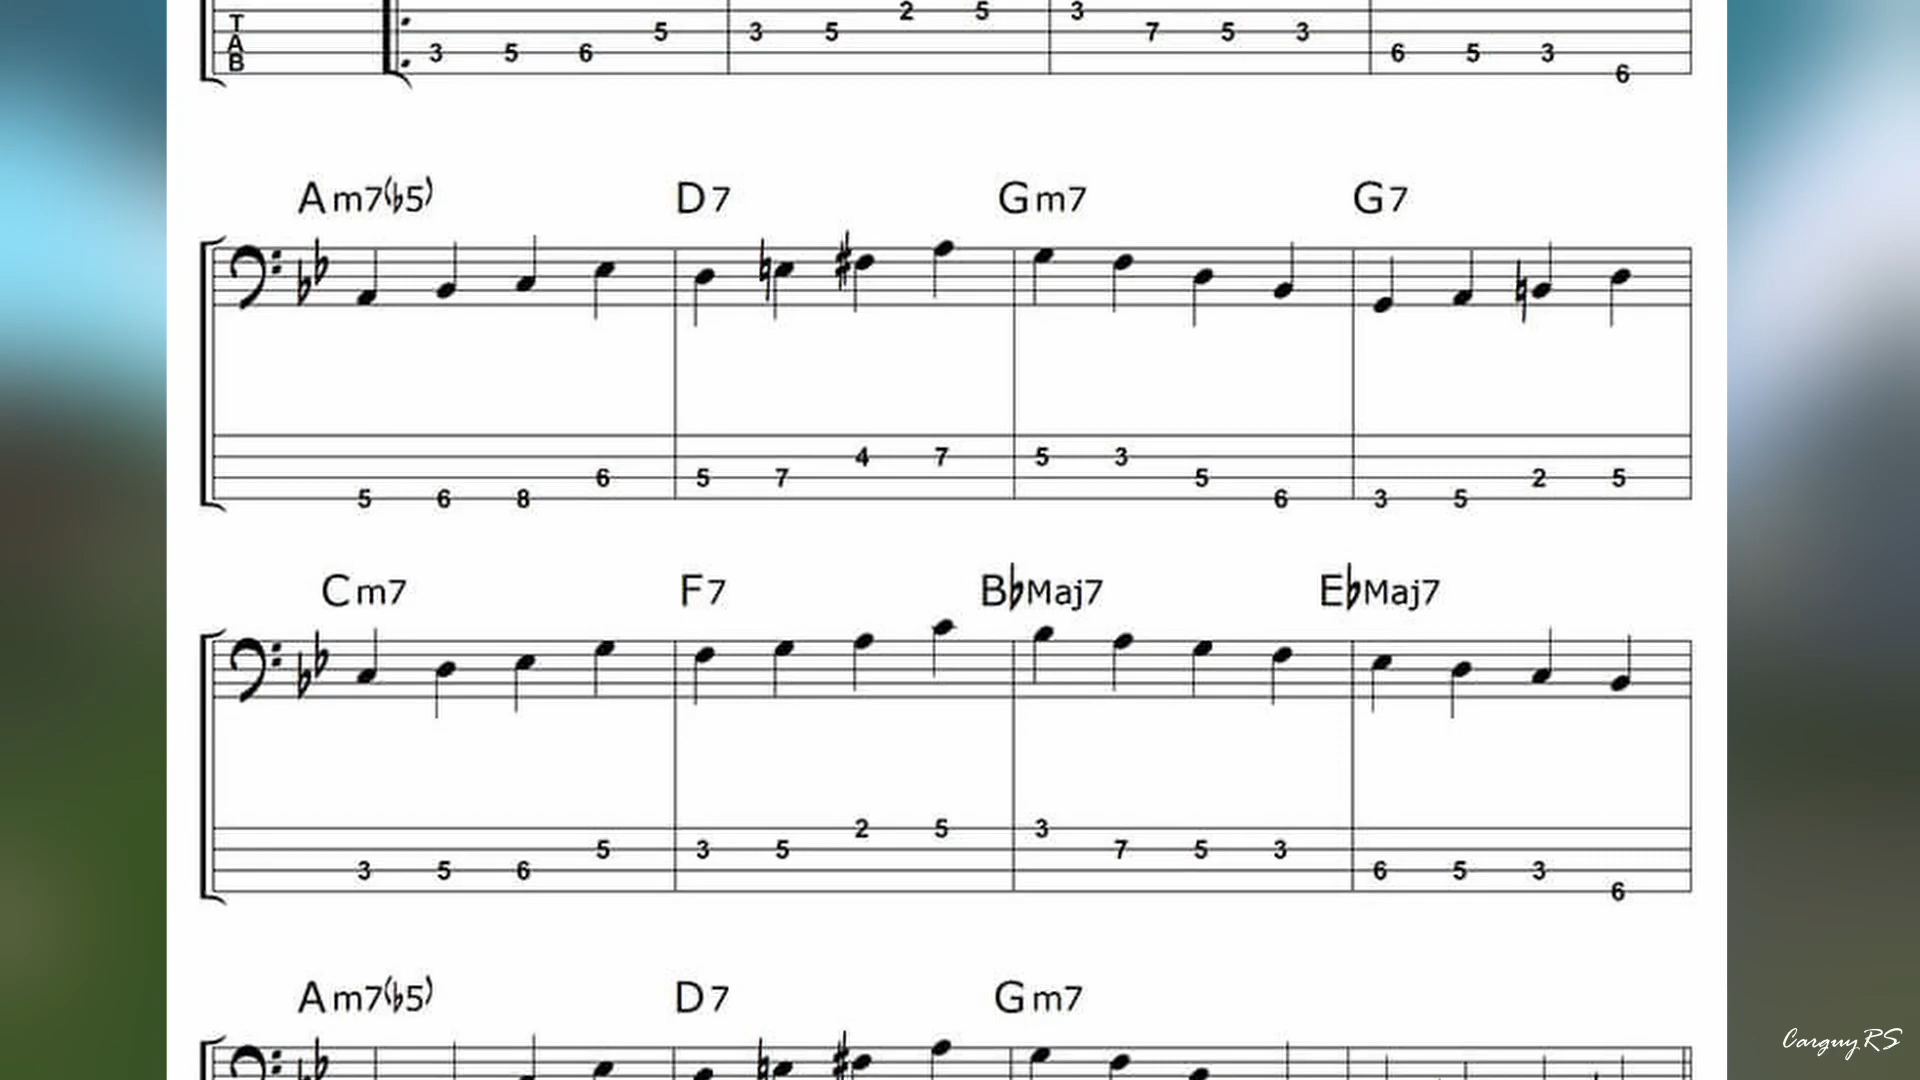 2 5 3
T 5 3 5 7 5 3
A 3 5 6 6 5 3
B 6
Am7(♭5) D7 Gm7 G7
4 7 5 3
6 5 7 5 2 5
5 6 8 6 3 5
Cm7 F7 B♭Maj7 E♭Maj7
2 5 3
5 3 5 7 5 3
3 5 6 6 5 3
6
Am7(♭5) D7 Gm7
CarguyRS